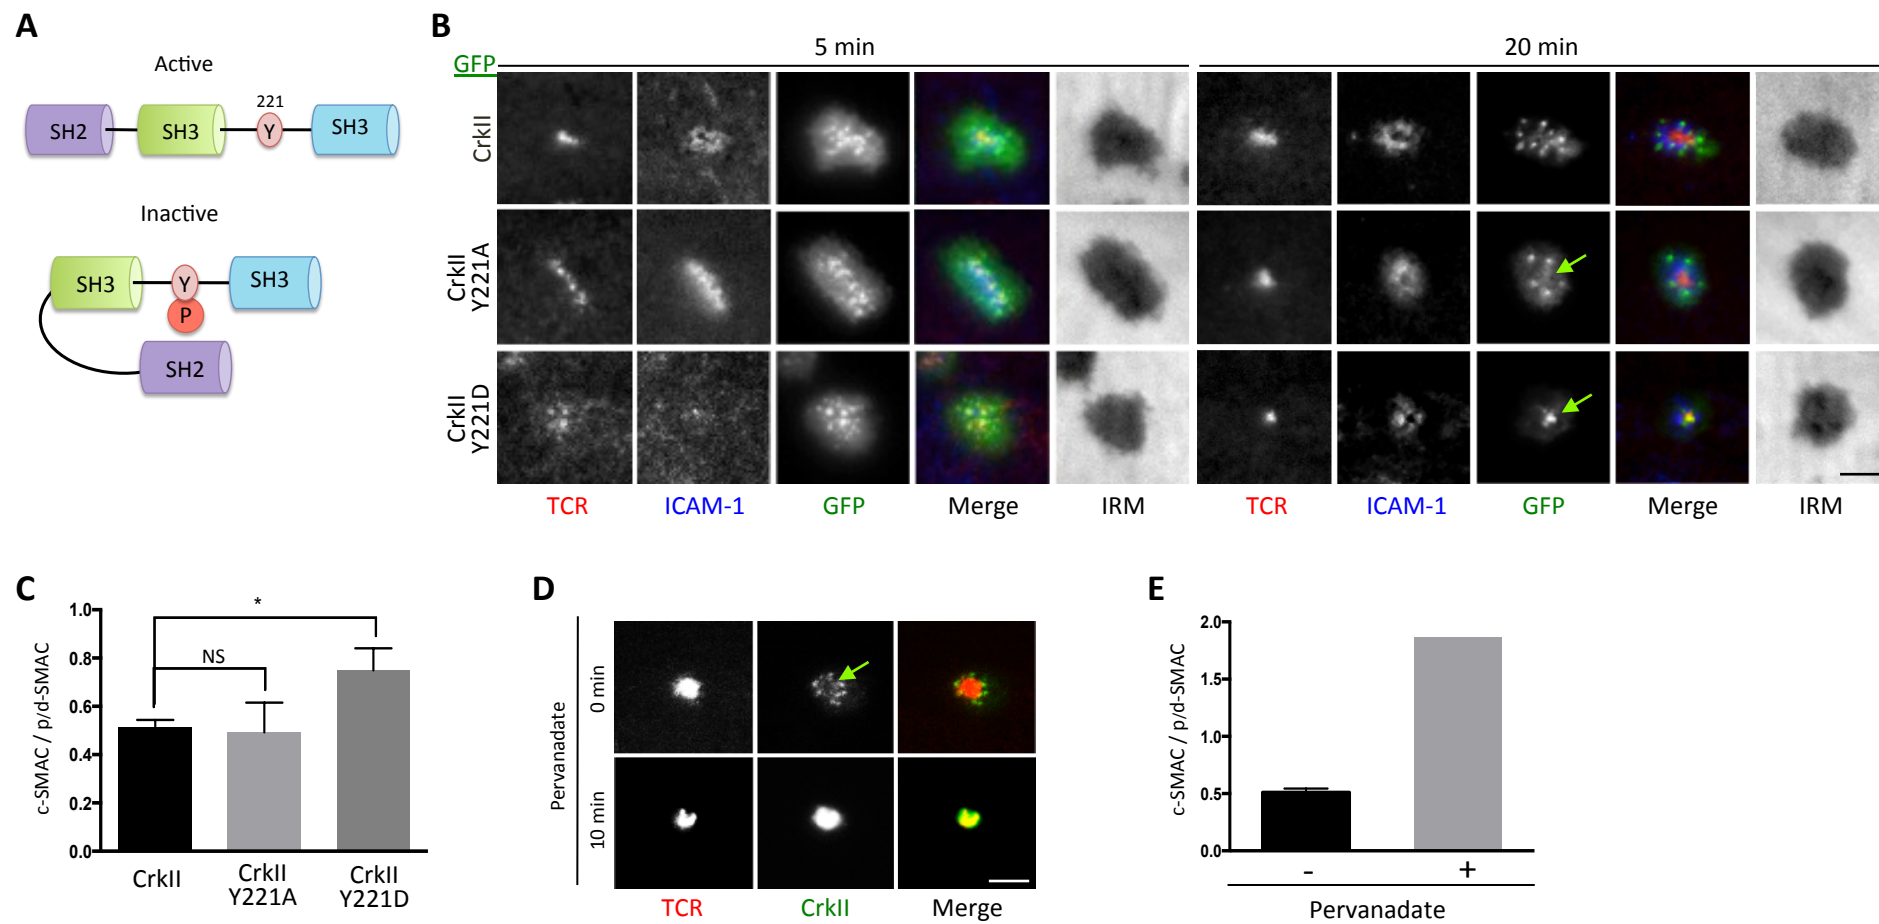 A
Active
SH2
SH3
221
Y
SH3
Inactive
SH3
Y
SH3
P
SH2
B
5 min
20 min
GFP
CrkII
CrkII
Y221A
CrkII
Y221D
TCR
ICAM-1
GFP
Merge
IRM
TCR
ICAM-1
GFP
Merge
IRM
C
c-SMAC / p/d-SMAC
1.0
0.8
0.6
0.4
0.2
0.0
*
NS
CrkII
CrkII
Y221A
CrkII
Y221D
D
Pervanadate
0 min
10 min
TCR
CrkII
Merge
E
c-SMAC / p/d-SMAC
2.0
1.5
1.0
0.5
0.0
-
+
Pervanadate